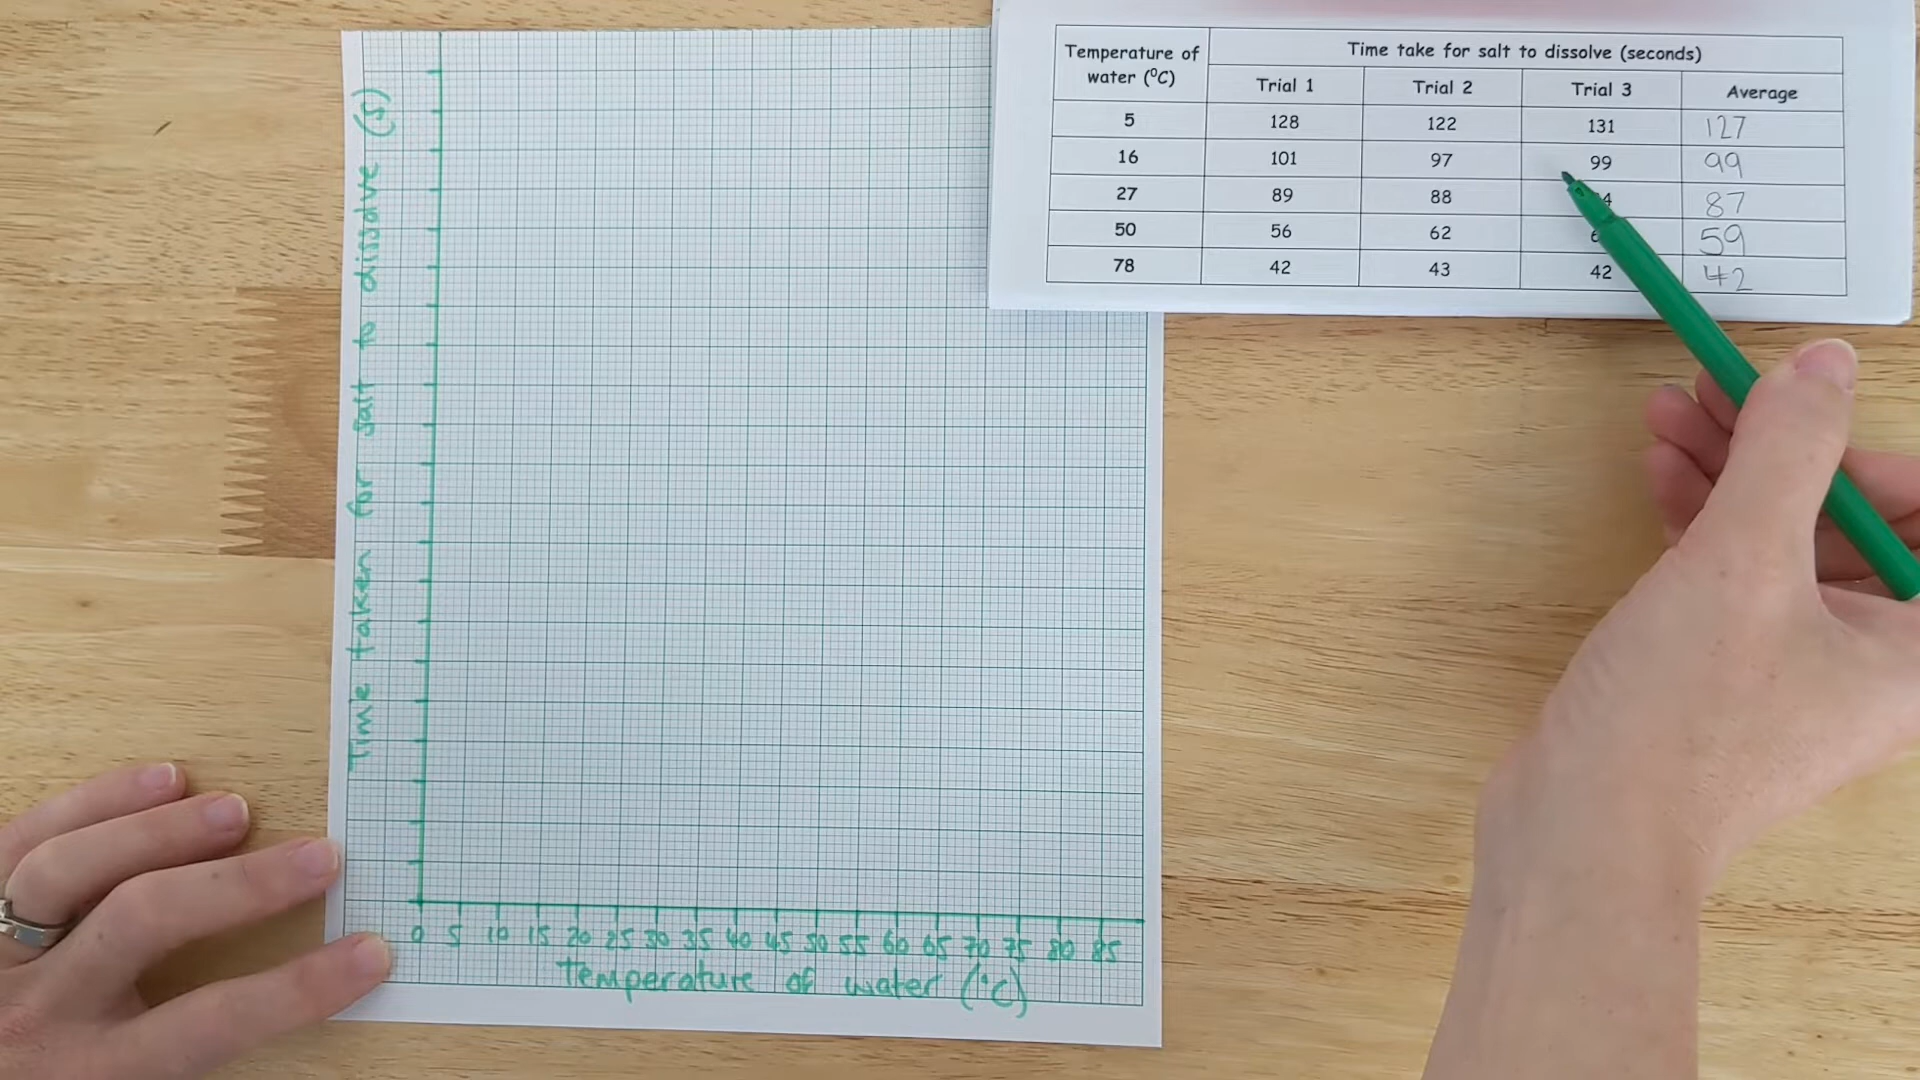 Temperature of
water (⁰C)
Time take for salt to dissolve (seconds)
Trial 1 Trial 2 Trial 3 Average
5 128 122 131 127
16 101 97 99 99
27 89 88 87
50 56 62 59
78 42 43 42 42
Time taken for salt to dissolve (s)
0 5 10 15 20 25 30 35 40 45 50 55 60 65 70 75 80 85
Temperature of water (°C)